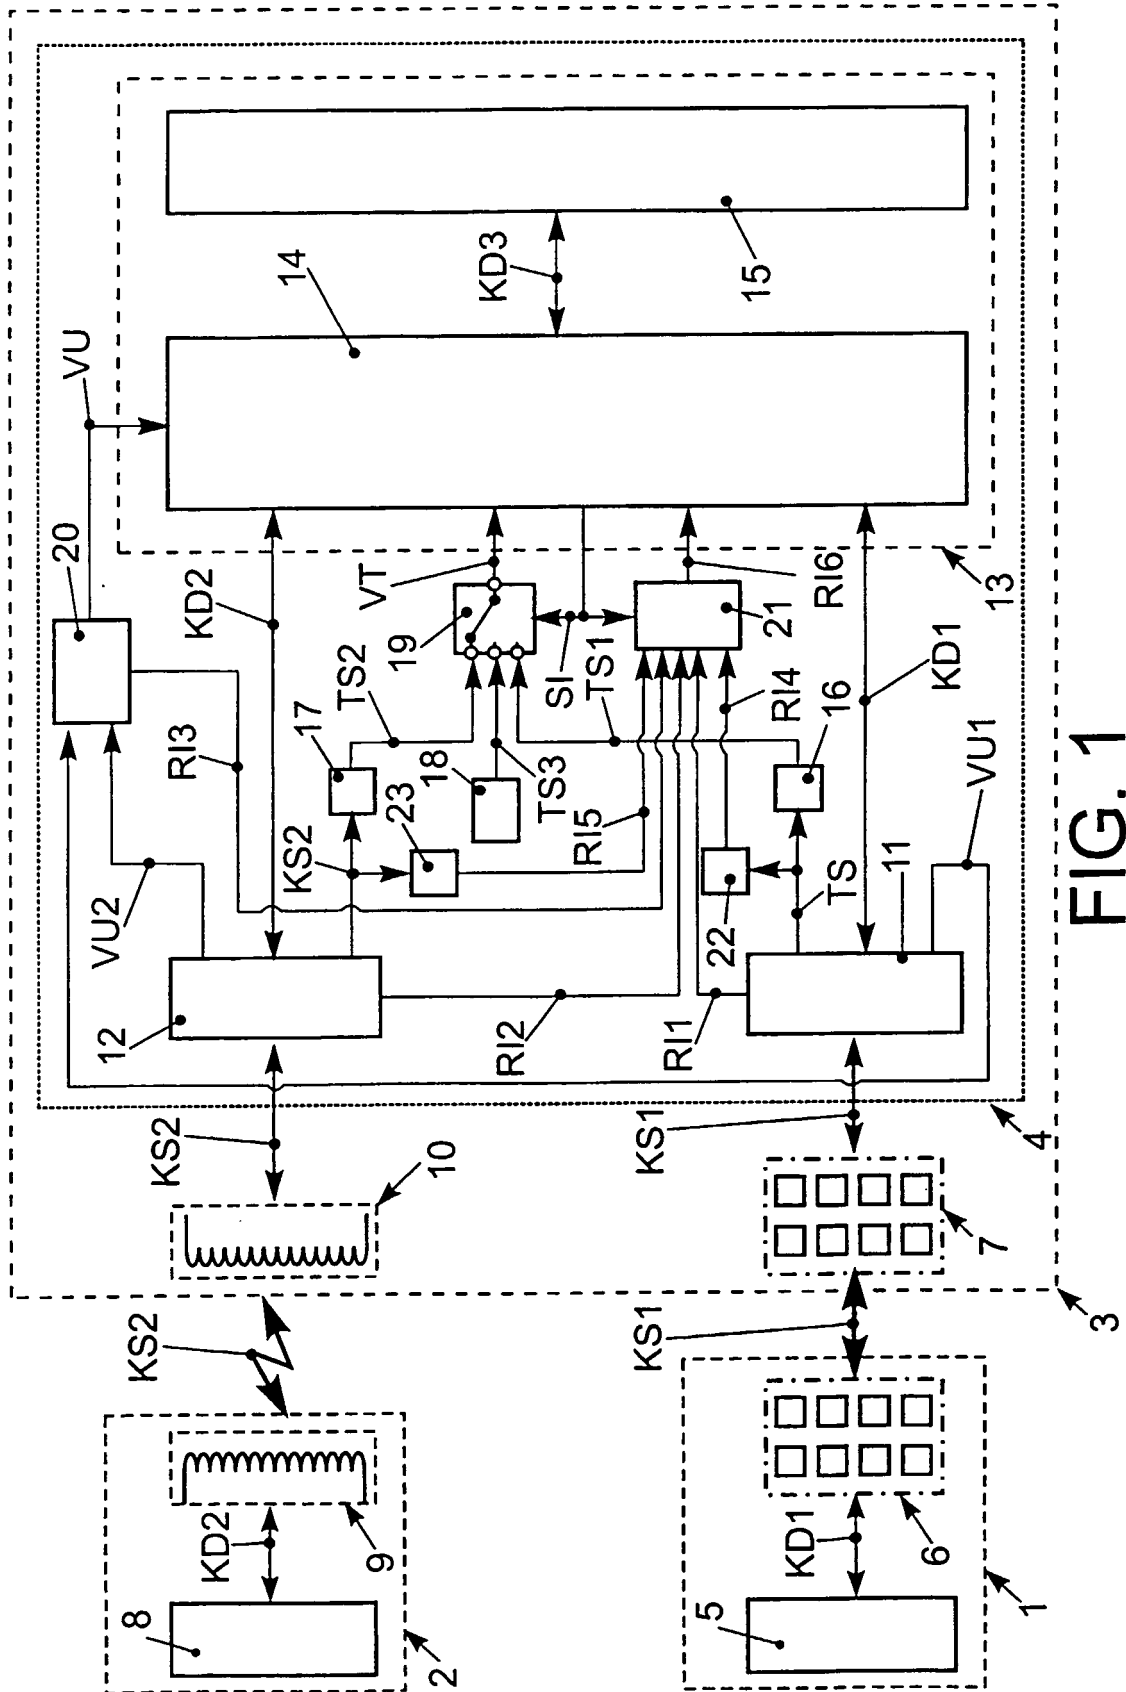 VU
20
14
KD3
15
KD2
VT
19
TS2
17
18
TS3
SI
TS1
21
RI6
13
RI3
KS2
23
RI5
RI4
16
KD1
VU1
VU2
22
TS
11
12
RI2
RI1
KS2
10
KS1
4
7
KS2
KS1
3
KD2
9
8
2
KD1
6
5
1
FIG. 1